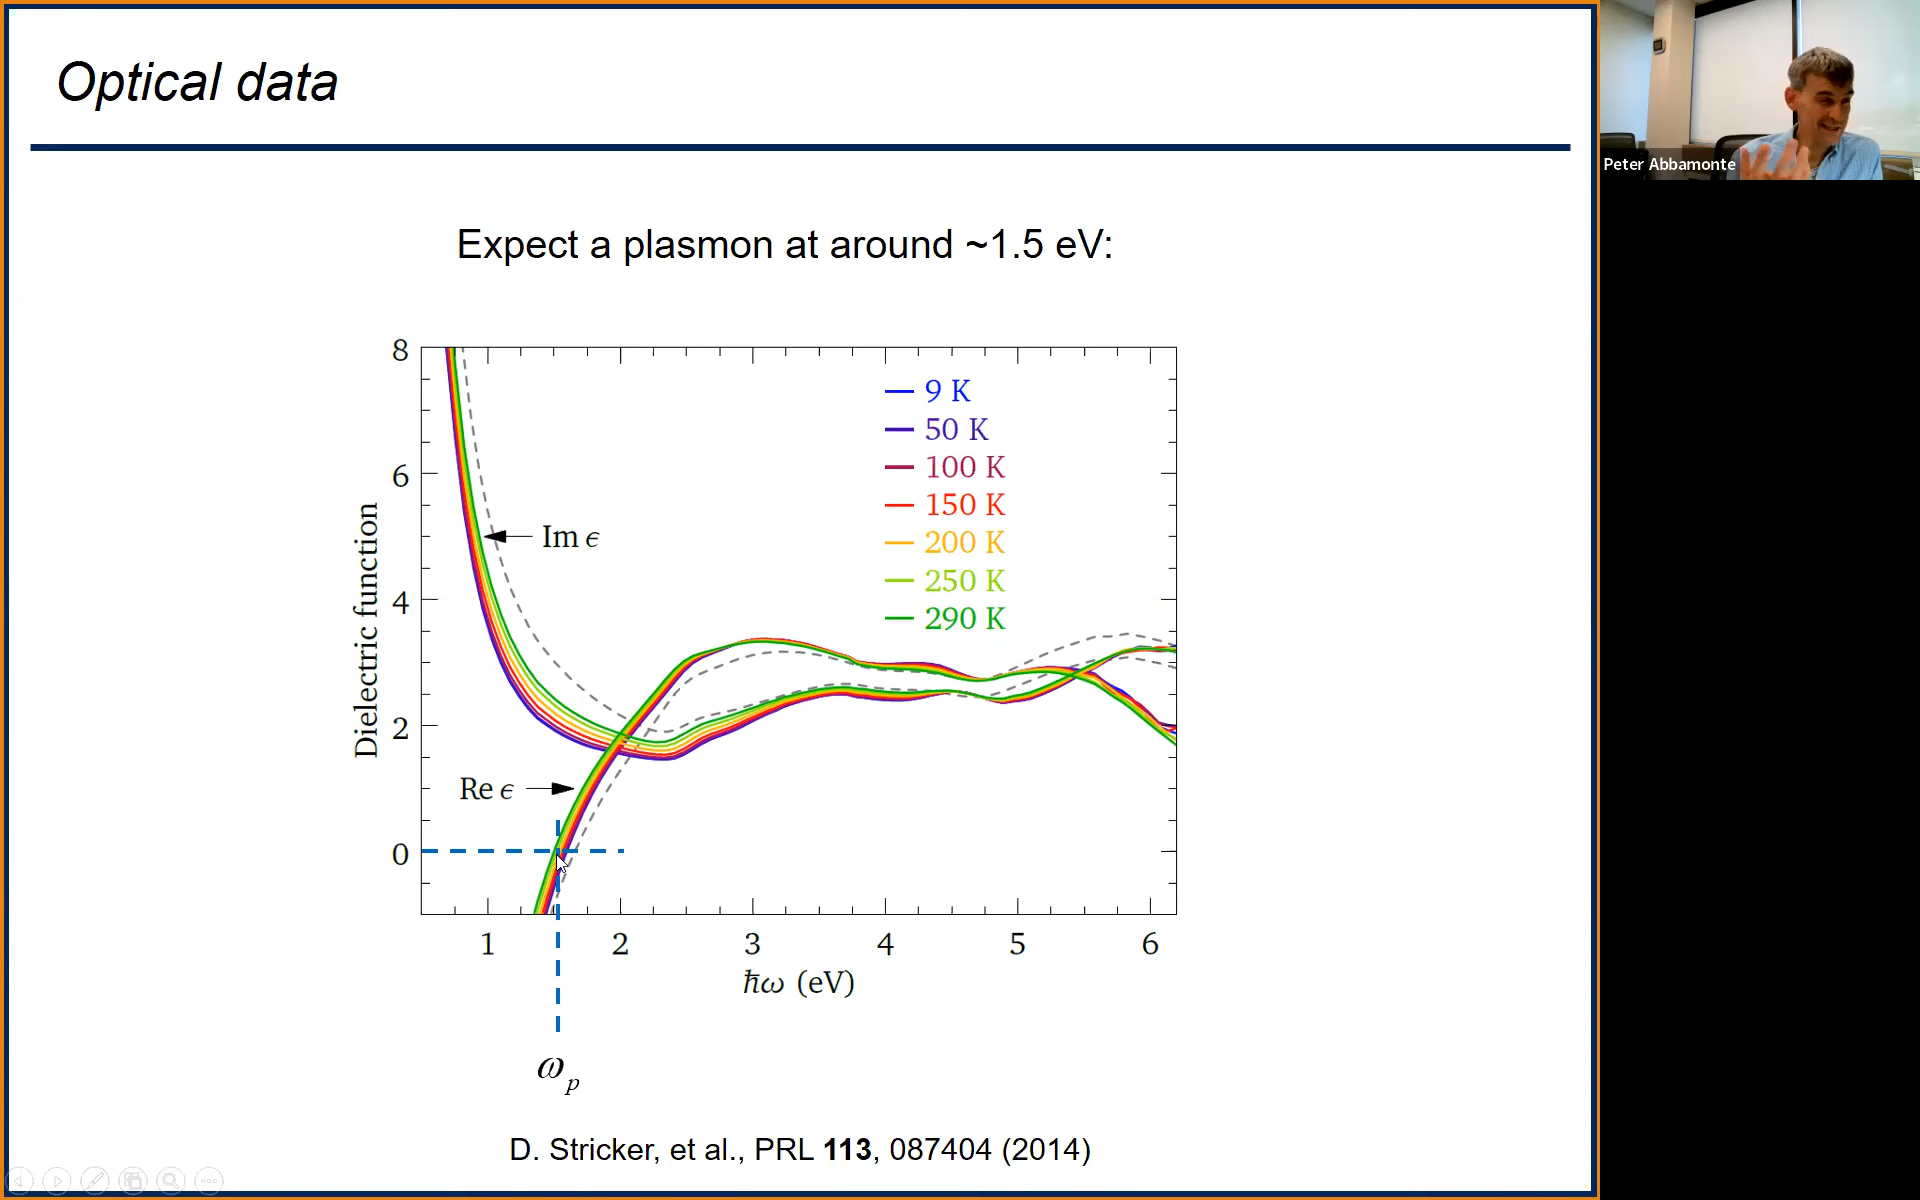 Optical data
Peter Abbamonte
Expect a plasmon at around ~1.5 eV:
8
6
4
2
0
Dielectric function
9 K
50 K
100 K
150 K
200 K
250 K
290 K
Im ϵ
Re ϵ
1 2 3 4 5 6
ħω (eV)
ωp
D. Stricker, et al., PRL 113, 087404 (2014)